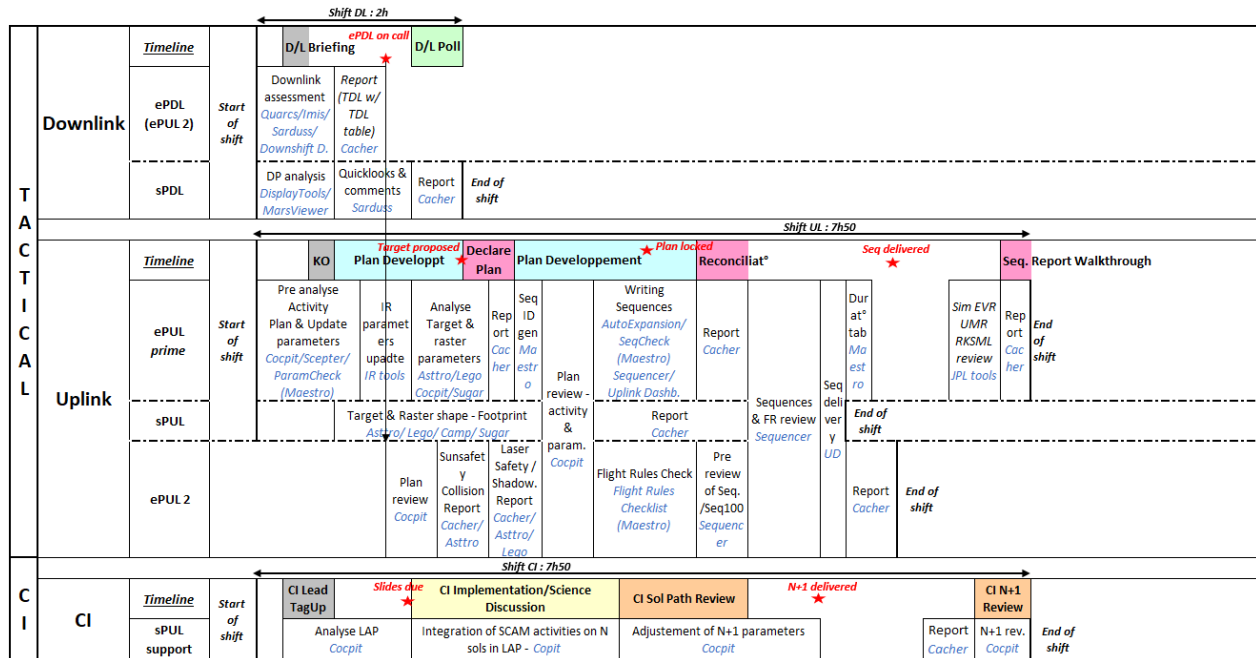 Shift DL : 2h
ePDL on call
Timeline
D/L Briefing
D/L Poll
Downlink
ePDL
(ePUL 2)
Start
of
shift
Downlink
assessment
Quarcs/Imis/
Sarduss/
Downshift D.
Report
(TDL w/
TDL
table)
Cacher
sPDL
DP analysis
DisplayTools/
MarsViewer
Quicklooks &
comments
Sarduss
Report
Cacher
End of
shift
TACTICAL
Shift UL : 7h50
Target proposed
Plan locked
Seq delivered
Timeline
KO
Plan Developpt
Declare
Plan
Plan Developpement
Reconciliat°
Seq. Report Walkthrough
Uplink
Start
of
shift
ePUL
prime
Pre analyse
Activity
Plan & Update
parameters
Cocpit/Scepter/
ParamCheck
(Maestro)
IR
paramet
ers
upadte
IR tools
Analyse
Target &
raster
parameters
Asttro/Lego
Cocpit/Sugar
Rep
ort
Cac
her
Seq
ID
gen
Ma
estr
o
Writing
Sequences
AutoExpansion/
SeqCheck
(Maestro)
Sequencer/
Uplink Dashb.
Report
Cacher
Dur
at°
tab
Ma
est
ro
Sim EVR
UMR
RKSML
review
JPL tools
Rep
ort
Cac
her
End
of
shift
sPUL
Target & Raster shape - Footprint
Asttro/ Lego/ Camp/ Sugar
Plan
review -
activity
&
param.
Cocpit
Report
Cacher
Sequences
& FR review
Sequencer
Seq
deli
very
UD
End of
shift
ePUL 2
Plan
review
Cocpit
Sunsafet
y
Collision
Report
Cacher/
Asttro
Laser
Safety /
Shadow.
Report
Cacher/
Asttro/
Lego
Flight Rules Check
Flight Rules
Checklist
(Maestro)
Pre
review
of Seq.
/Seq100
Sequenc
er
Report
Cacher
End of
shift
CI
Shift CI : 7h50
Slides due
N+1 delivered
Timeline
CI Lead
TagUp
CI Implementation/Science
Discussion
CI Sol Path Review
CI N+1
Review
CI
Start
of
shift
sPUL
support
Analyse LAP
Cocpit
Integration of SCAM activities on N
sols in LAP - Copit
Adjustement of N+1 parameters
Cocpit
Report
Cacher
N+1 rev.
Cocpit
End of
shift